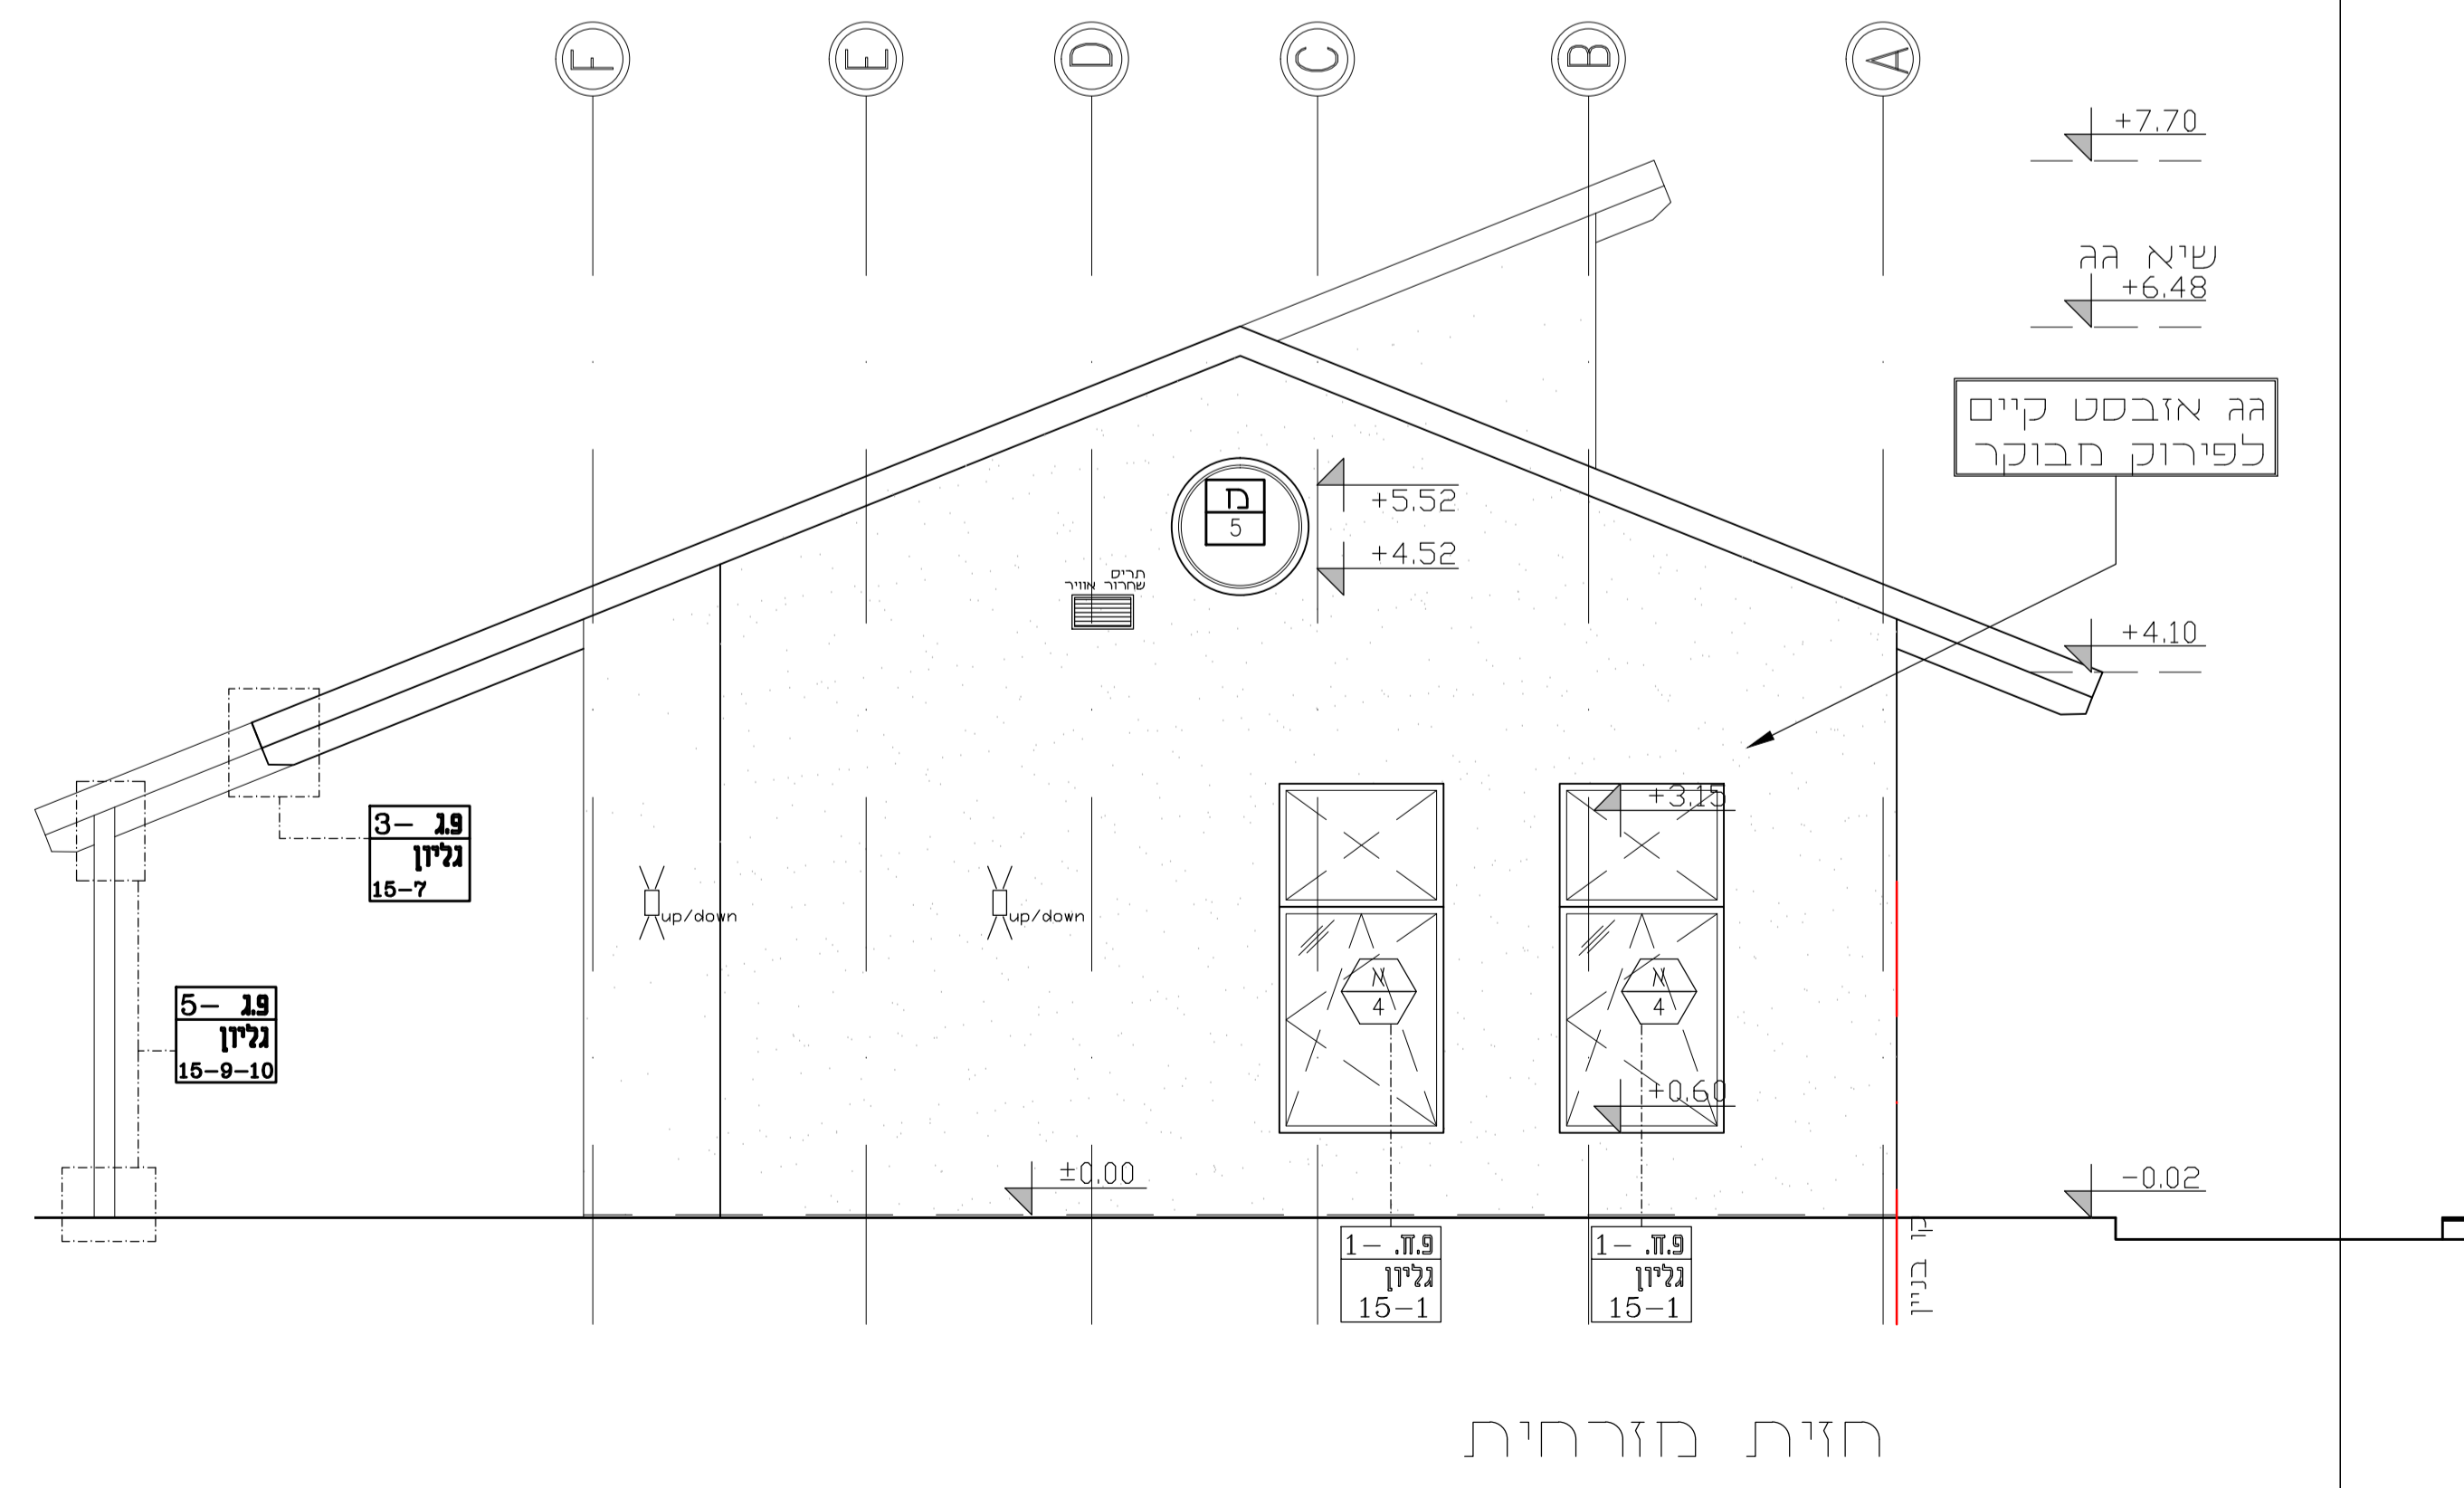 F
E
D
C
B
A
+7.70
שיא גג
+6.48
גג אזבסט קיים
לפירוק מבוקר
+5.52
+4.52
מ
5
תריס
שחרור אוויר
+4.10
+3.15
פ.ג -3
גליון
15-7
up/down
up/down
פ.ג -5
גליון
15-9-10
א
4
א
4
+0.60
±0.00
-0.02
פ.ח. -1
גליון
15-1
פ.ח. -1
גליון
15-1
קו בניין
חזית מזרחית